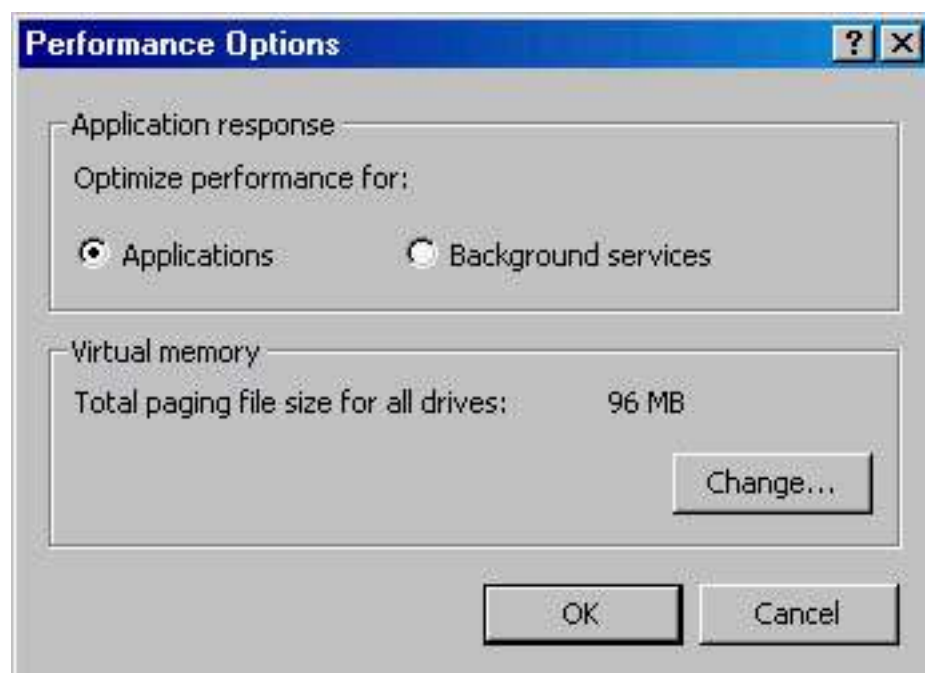 Performance Options
Application response
Optimize performance for:
Applications Background services
Virtual memory
Total paging file size for all drives: 96 MB
Change...
OK Cancel